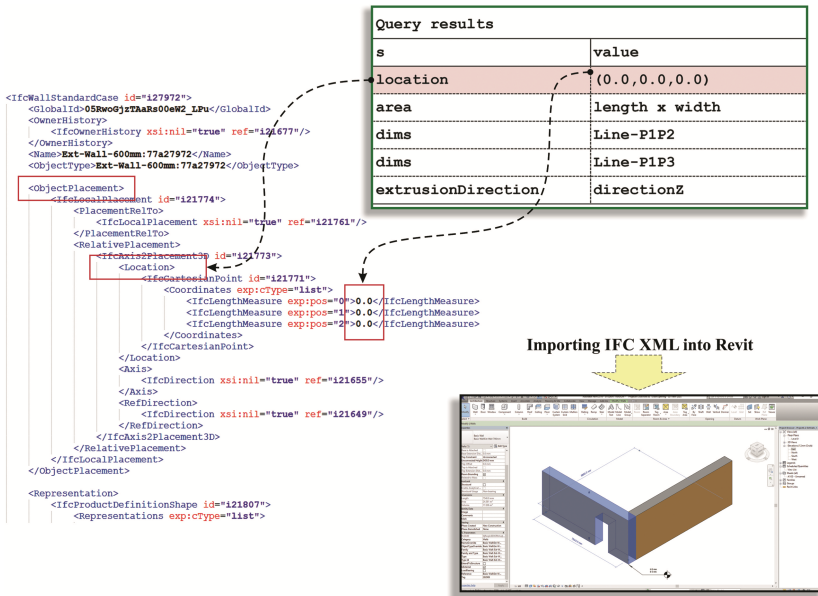 Query results
s value
location (0.0,0.0,0.0)
area length x width
dims Line-P1P2
dims Line-P1P3
extrusionDirection directionZ
<IfcWallStandardCase id="i27972">
<GlobalId>05RwoGjzTAaRs00eW2_LPu</GlobalId>
<OwnerHistory>
<IfcOwnerHistory xsi:nil="true" ref="i21677"/>
</OwnerHistory>
<Name>Ext-Wall-600mm:77a27972</Name>
<ObjectType>Ext-Wall-600mm:77a27972</ObjectType>
<ObjectPlacement>
<IfcLocalPlacement id="i21774">
<PlacementRelTo>
<IfcLocalPlacement xsi:nil="true" ref="i21761"/>
</PlacementRelTo>
<RelativePlacement>
<IfcAxis2Placement3D id="i21773">
<Location>
<IfcCartesianPoint id="i21771">
<Coordinates exp:cType="list">
<IfcLengthMeasure exp:pos="0">0.0</IfcLengthMeasure>
<IfcLengthMeasure exp:pos="1">0.0</IfcLengthMeasure>
<IfcLengthMeasure exp:pos="2">0.0</IfcLengthMeasure>
</Coordinates>
</IfcCartesianPoint>
</Location>
<Axis>
<IfcDirection xsi:nil="true" ref="i21655"/>
</Axis>
<RefDirection>
<IfcDirection xsi:nil="true" ref="i21649"/>
</RefDirection>
</IfcAxis2Placement3D>
</RelativePlacement>
</IfcLocalPlacement>
</ObjectPlacement>
<Representation>
<IfcProductDefinitionShape id="i21807">
<Representations exp:cType="list">
Importing IFC XML into Revit